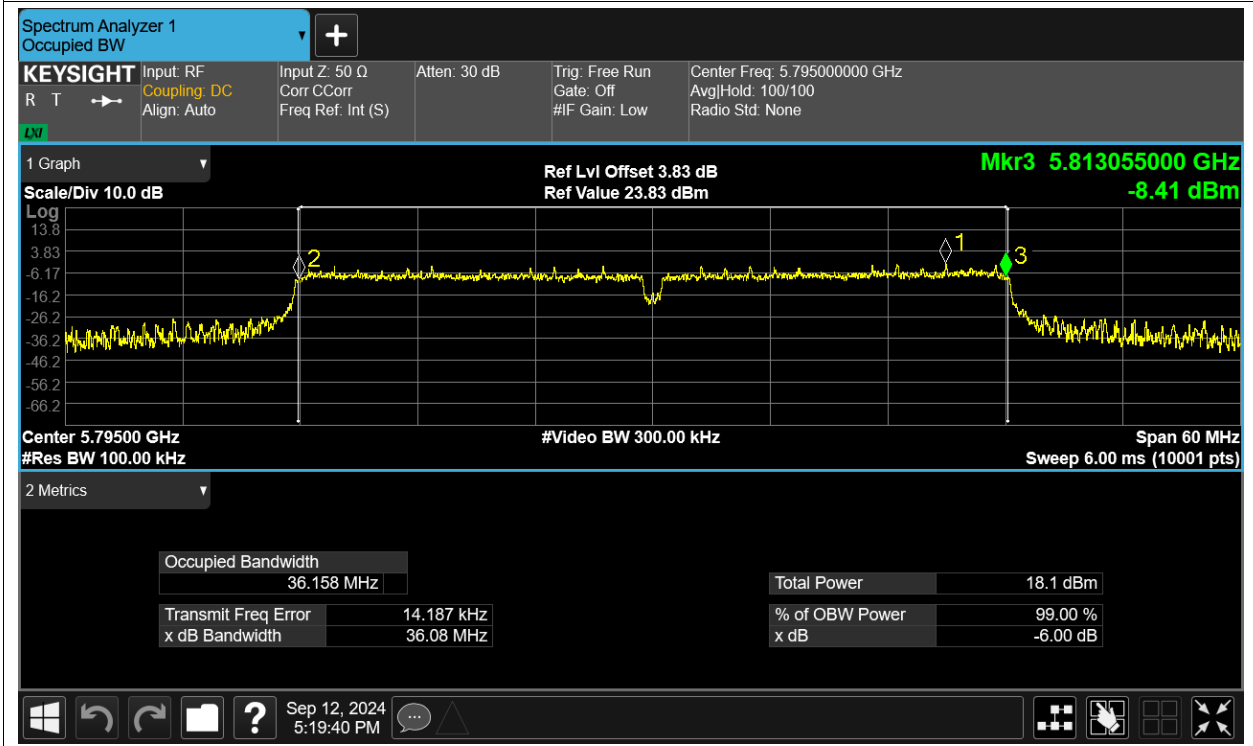 Spectrum Analyzer 1
Occupied BW
KEYSIGHT
R T
LXI
Input: RF
Coupling: DC
Align: Auto
Input Z: 50 Ω
Corr CCorr
Freq Ref: Int (S)
Atten: 30 dB
Trig: Free Run
Gate: Off
#IF Gain: Low
Center Freq: 5.795000000 GHz
Avg|Hold: 100/100
Radio Std: None
1 Graph
Scale/Div 10.0 dB
Ref Lvl Offset 3.83 dB
Ref Value 23.83 dBm
Mkr3 5.813055000 GHz
-8.41 dBm
Log
13.8
3.83
-6.17
-16.2
-26.2
-36.2
-46.2
-56.2
-66.2
2
1
3
Center 5.79500 GHz
#Video BW 300.00 kHz
Span 60 MHz
#Res BW 100.00 kHz
Sweep 6.00 ms (10001 pts)
2 Metrics
Occupied Bandwidth
36.158 MHz
Transmit Freq Error 14.187 kHz
x dB Bandwidth 36.08 MHz
Total Power 18.1 dBm
% of OBW Power 99.00 %
x dB -6.00 dB
?
Sep 12, 2024
5:19:40 PM